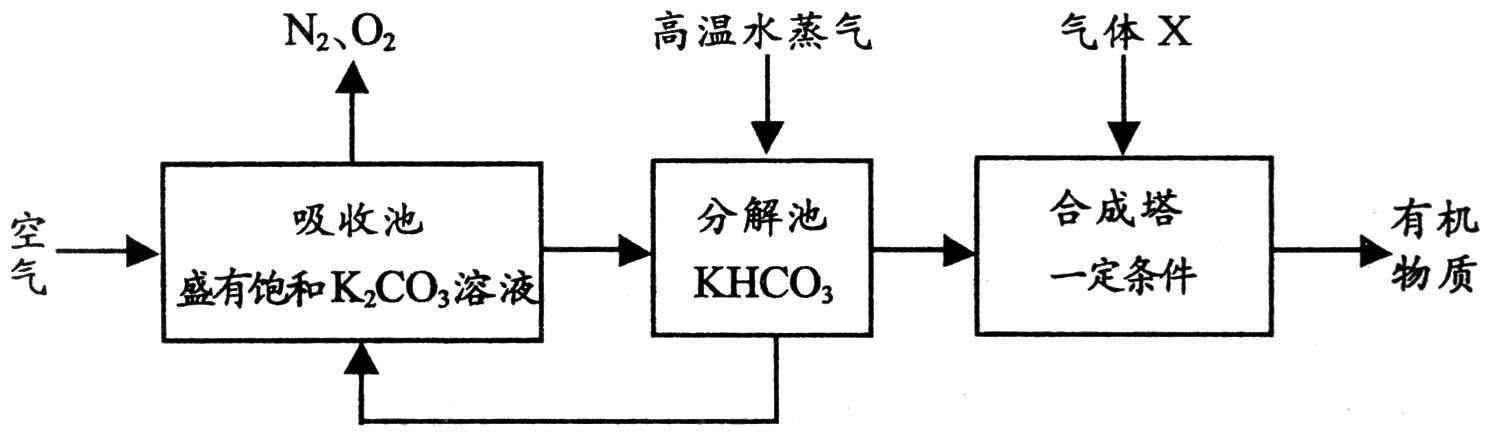 N₂、O₂
高温水蒸气
气体 X
空气
吸收池
盛有饱和K₂CO₃溶液
分解池
KHCO₃
合成塔
一定条件
有机
物质